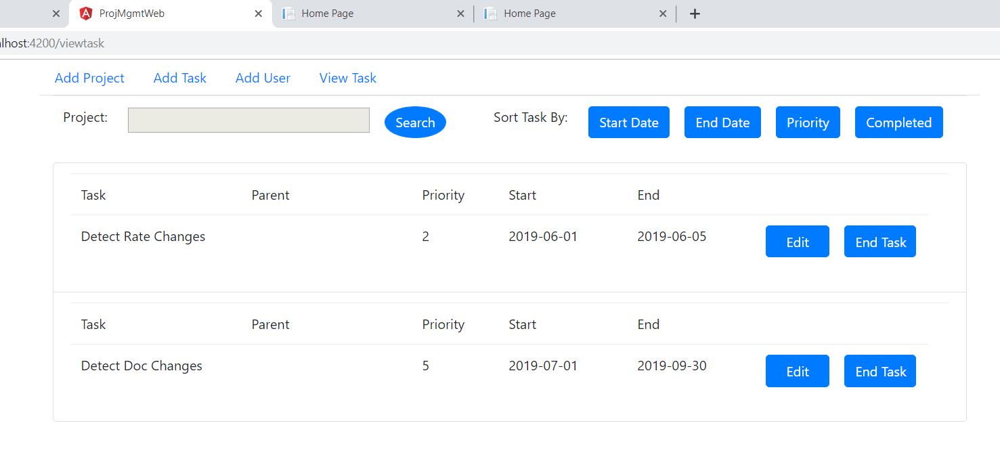 ProjMgmtWeb Home Page Home Page
lhost:4200/viewtask
Add Project Add Task Add User View Task
Project: Search Sort Task By: Start Date End Date Priority Completed
Task Parent Priority Start End
Detect Rate Changes 2 2019-06-01 2019-06-05 Edit End Task
Task Parent Priority Start End
Detect Doc Changes 5 2019-07-01 2019-09-30 Edit End Task